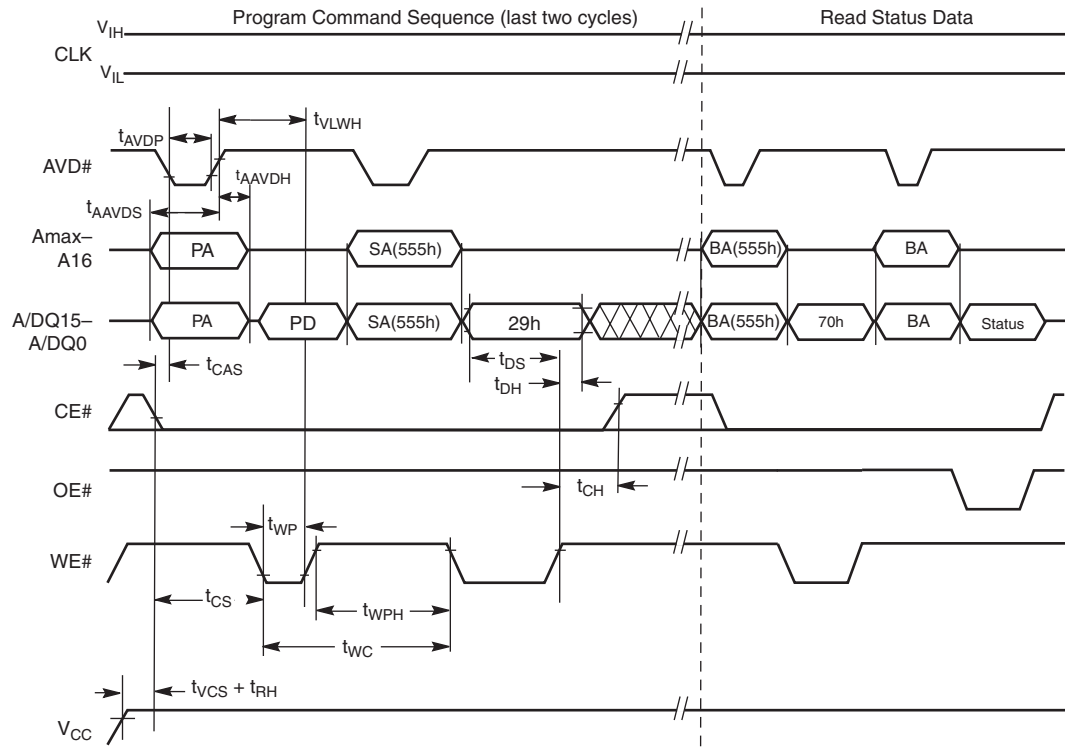 Program Command Sequence (last two cycles) Read Status Data
VIH
CLK
VIL
tVLWH
tAVDP
AVD#
tAAVDH
tAAVDS
Amax–
A16
PA SA(555h) BA(555h) BA
A/DQ15–
A/DQ0
PA PD SA(555h) 29h BA(555h) 70h BA Status
tCAS
tDS
tDH
CE#
OE#
tCH
tWP
WE#
tCS
tWPH
tWC
tVCS + tRH
VCC